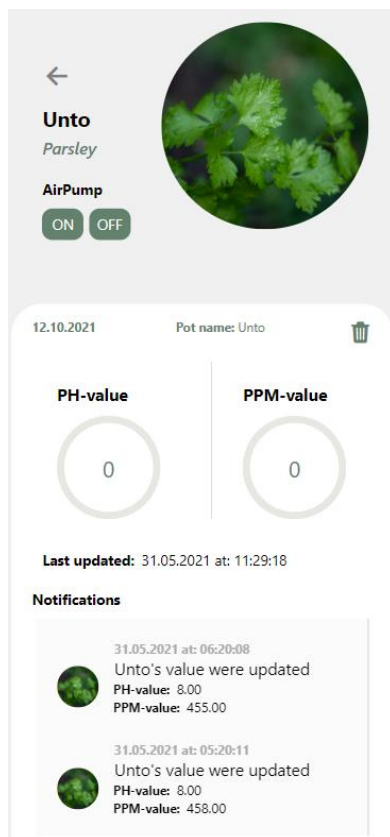 Unto
Parsley
AirPump
ON OFF
12.10.2021 Pot name: Unto
PH-value PPM-value
0 0
Last updated: 31.05.2021 at: 11:29:18
Notifications
31.05.2021 at: 06:20:08
Unto's value were updated
PH-value: 8.00
PPM-value: 455.00
31.05.2021 at: 05:20:11
Unto's value were updated
PH-value: 8.00
PPM-value: 458.00